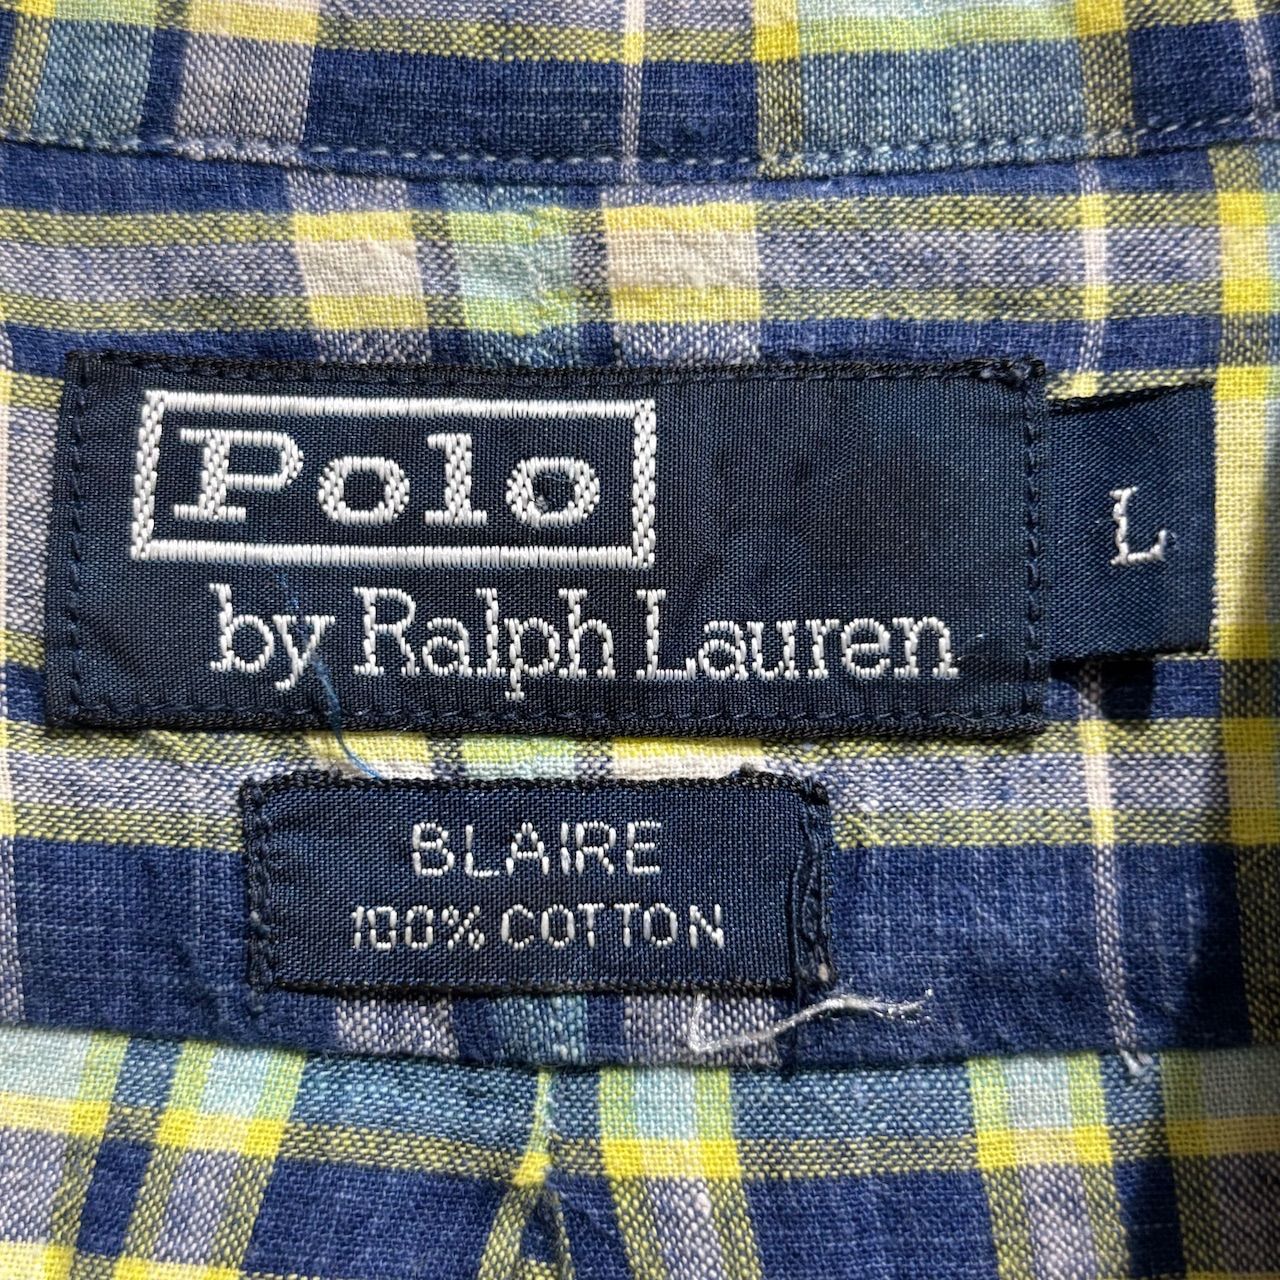 Polo
by Ralph Lauren
L
BLAIRE
100% COTTON